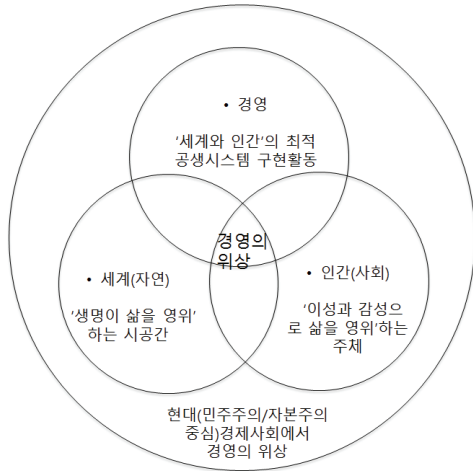 • 경영
‘세계와 인간‘의 최적
공생시스템 구현활동
경영의
위상
• 세계(자연)
‘생명이 삶을 영위’
하는 시공간
• 인간(사회)
‘이성과 감성으
로 삶을 영위’하는
주체
현대(민주주의/자본주의
중심)경제사회에서
경영의 위상